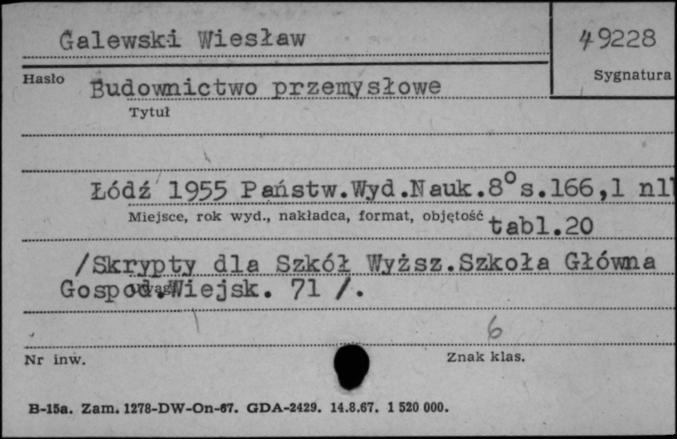 Galewski Wiesław
49228
Hasło
Sygnatura
Budownictwo przemysłowe
Tytuł
Łódź 1955 Państw.Wyd.Nauk.8° s.166,1 nl
Miejsce, rok wyd., nakładca, format, objętość
tabl.20
/Skrypty dla Szkół Wyższ.Szkoła Główna
Gospod.Wiejsk. 71 /.
6
Nr inw.
Znak klas.
B-15a. Zam. 1278-DW-On-67. GDA-2429. 14.8.67. 1 520 000.